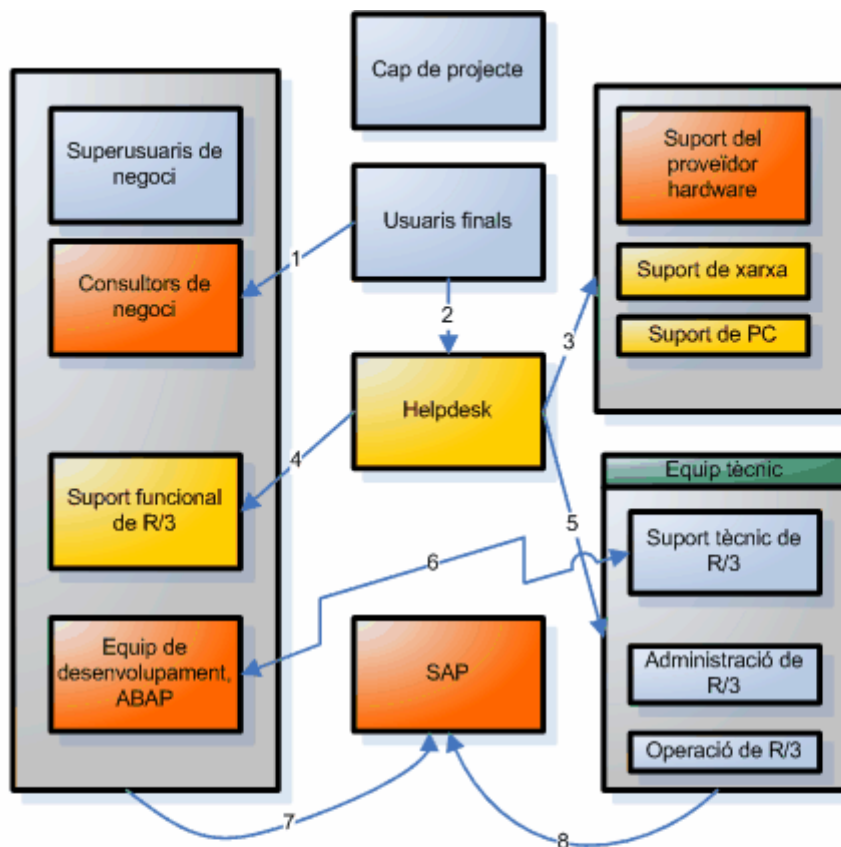 Cap de projecte
Superusuaris de
negoci
Consultors de
negoci
Suport funcional
de R/3
Equip de
desenvolupament,
ABAP
Usuaris finals
Helpdesk
SAP
Suport del
proveïdor
hardware
Suport de xarxa
Suport de PC
Equip tècnic
Suport tècnic de
R/3
Administració de
R/3
Operació de R/3
1
2
3
4
5
6
7
8